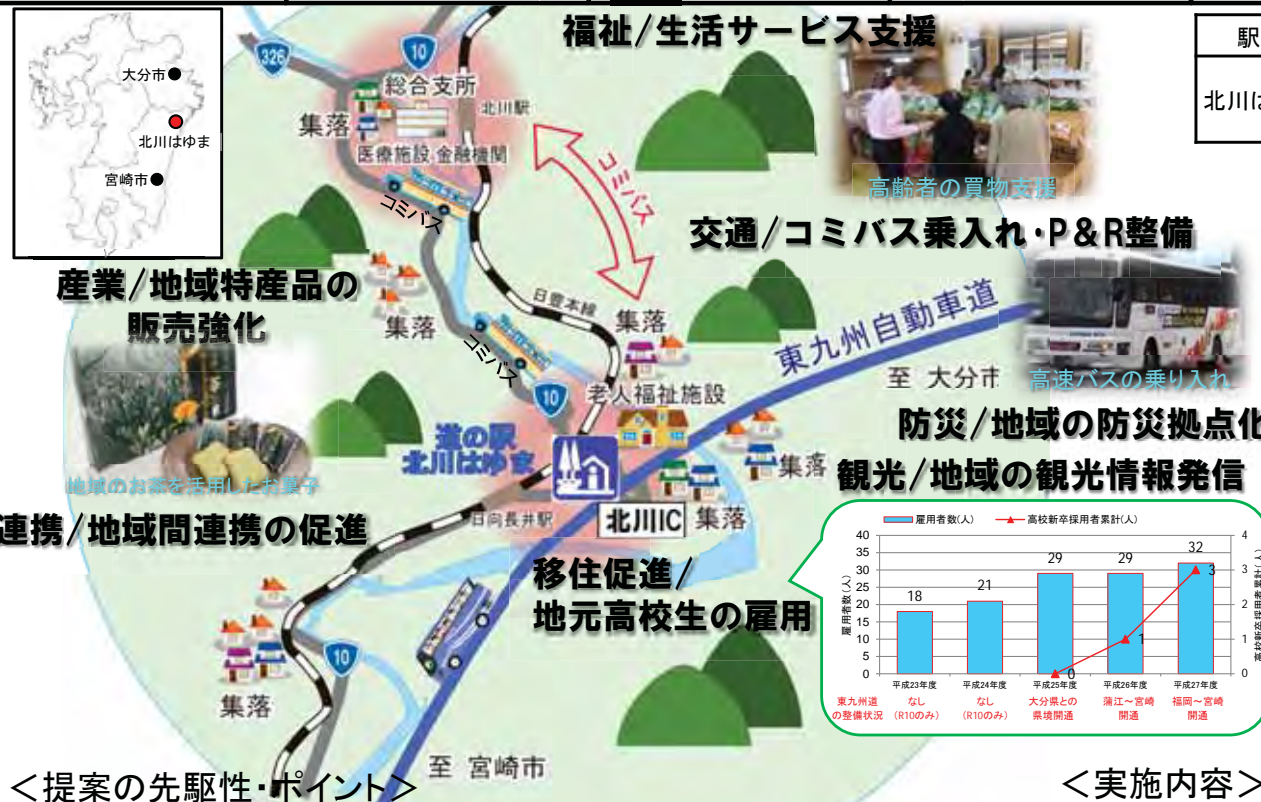 福祉/生活サービス支援
駅
北川は
大分市
北川はゆま
宮崎市
326
10
総合支所
北川駅
集落
医療施設 金融機関
コミバス
コミバス
高齢者の買物支援
交通/コミバス乗入れ・P&R整備
産業/地域特産品の
販売強化
集落
日豊本線
集落
東九州自動車道
コミバス
至 大分市
高速バスの乗り入れ
10
老人福祉施設
道の駅
北川はゆま
防災/地域の防災拠点化
集落
観光/地域の観光情報発信
地域のお茶を活用したお菓子
連携/地域間連携の促進
日向長井駅
北川IC
集落
移住促進/
地元高校生の雇用
雇用者数(人)
高校新卒採用者累計(人)
雇用者数(人)
40
35
30
25
20
15
10
5
0
18
21
29
29
32
0
1
3
4
3
2
1
0
高校新卒採用者累計(人)
平成23年度
平成24年度
平成25年度
平成26年度
平成27年度
東九州道
の整備状況
なし
(R10のみ)
なし
(R10のみ)
大分県との
県境開通
蒲江~宮崎
開通
福岡~宮崎
開通
10
集落
至 宮崎市
<提案の先駆性・ポイント>
<実施内容>